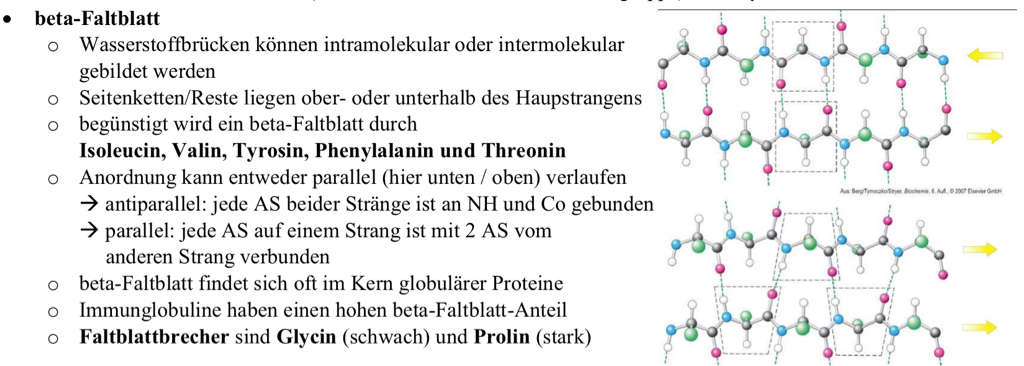 • beta-Faltblatt
o Wasserstoffbrücken können intramolekular oder intermolekular
gebildet werden
o Seitenketten/Reste liegen ober- oder unterhalb des Haupstrangens
o begünstigt wird ein beta-Faltblatt durch
Isoleucin, Valin, Tyrosin, Phenylalanin und Threonin
o Anordnung kann entweder parallel (hier unten / oben) verlaufen
→ antiparallel: jede AS beider Stränge ist an NH und Co gebunden
→ parallel: jede AS auf einem Strang ist mit 2 AS vom
anderen Strang verbunden
o beta-Faltblatt findet sich oft im Kern globulärer Proteine
o Immunglobuline haben einen hohen beta-Faltblatt-Anteil
o Faltblattbrecher sind Glycin (schwach) und Prolin (stark)
Aus: Berg/Tymoczko/Stryer, Biochemie, 6. Aufl., © 2007 Elsevier GmbH